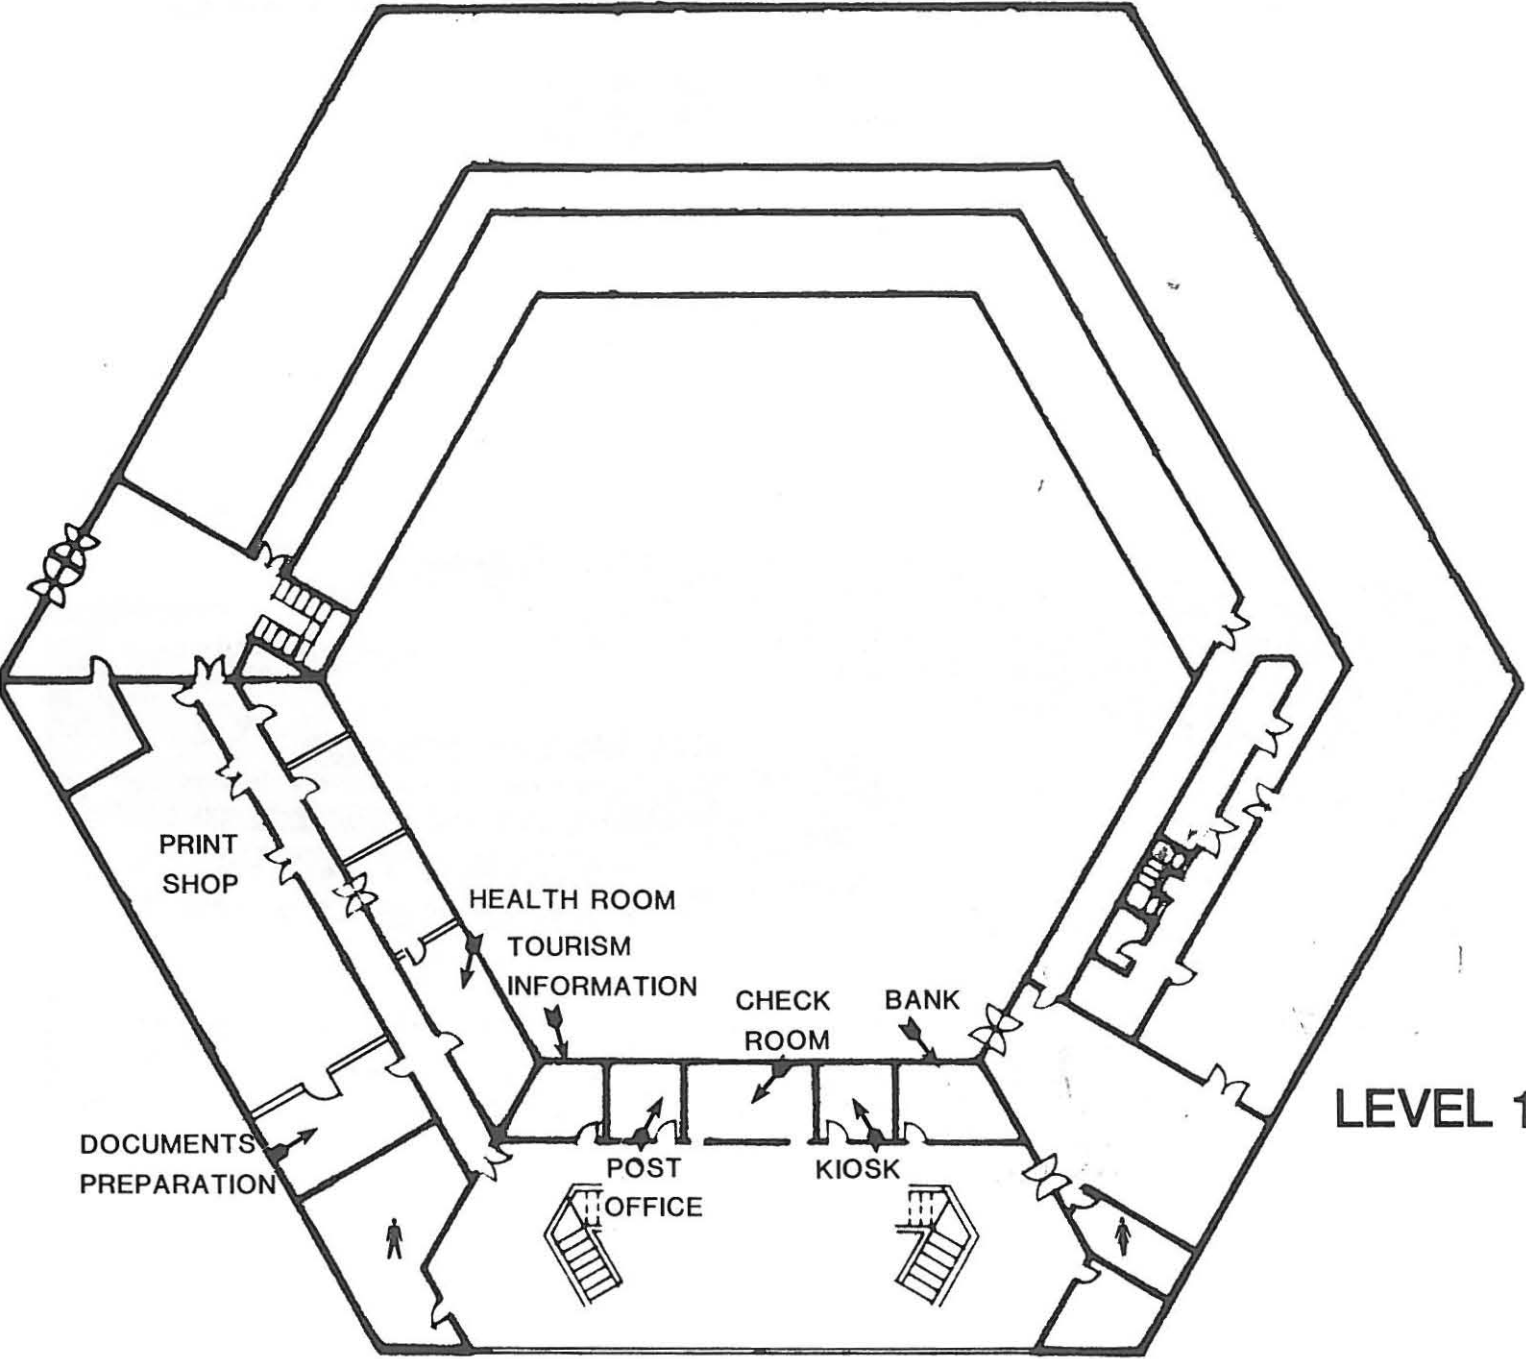 PRINT
SHOP
HEALTH ROOM
TOURISM
INFORMATION
CHECK
ROOM
BANK
LEVEL 1
DOCUMENTS
PREPARATION
POST
OFFICE
KIOSK